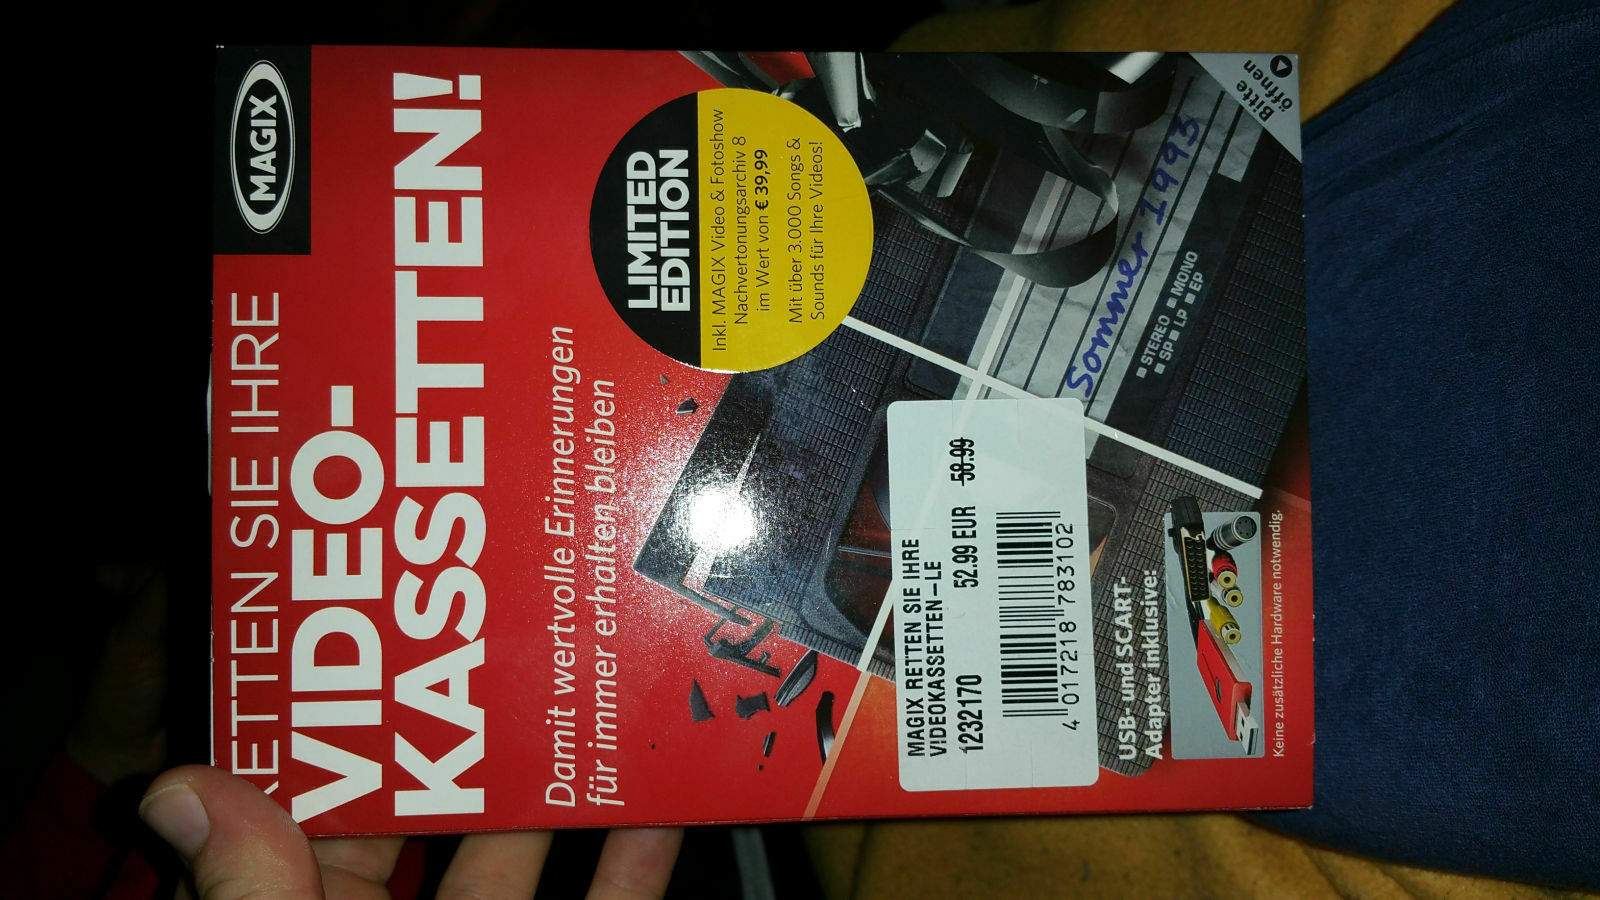 MAGIX
RETTEN SIE IHRE
VIDEO-
KASSETTEN!
Damit wertvolle Erinnerungen
für immer erhalten bleiben
LIMITED
EDITION
Inkl. MAGIX Video & Fotoshow
Nachvertonungsarchiv 8
im Wert von € 39,99
Mit über 3.000 Songs &
Sounds für Ihre Videos!
Bitte
öffnen
Sommer 1993
STEREO MONO
SP LP EP
MAGIX RETTEN SIE IHRE
VIDEOKASSETTEN-LE
1232170 52.99 EUR 58.99
4 017218 783102
USB- und SCART-
Adapter inklusive!
Keine zusätzliche Hardware notwendig.